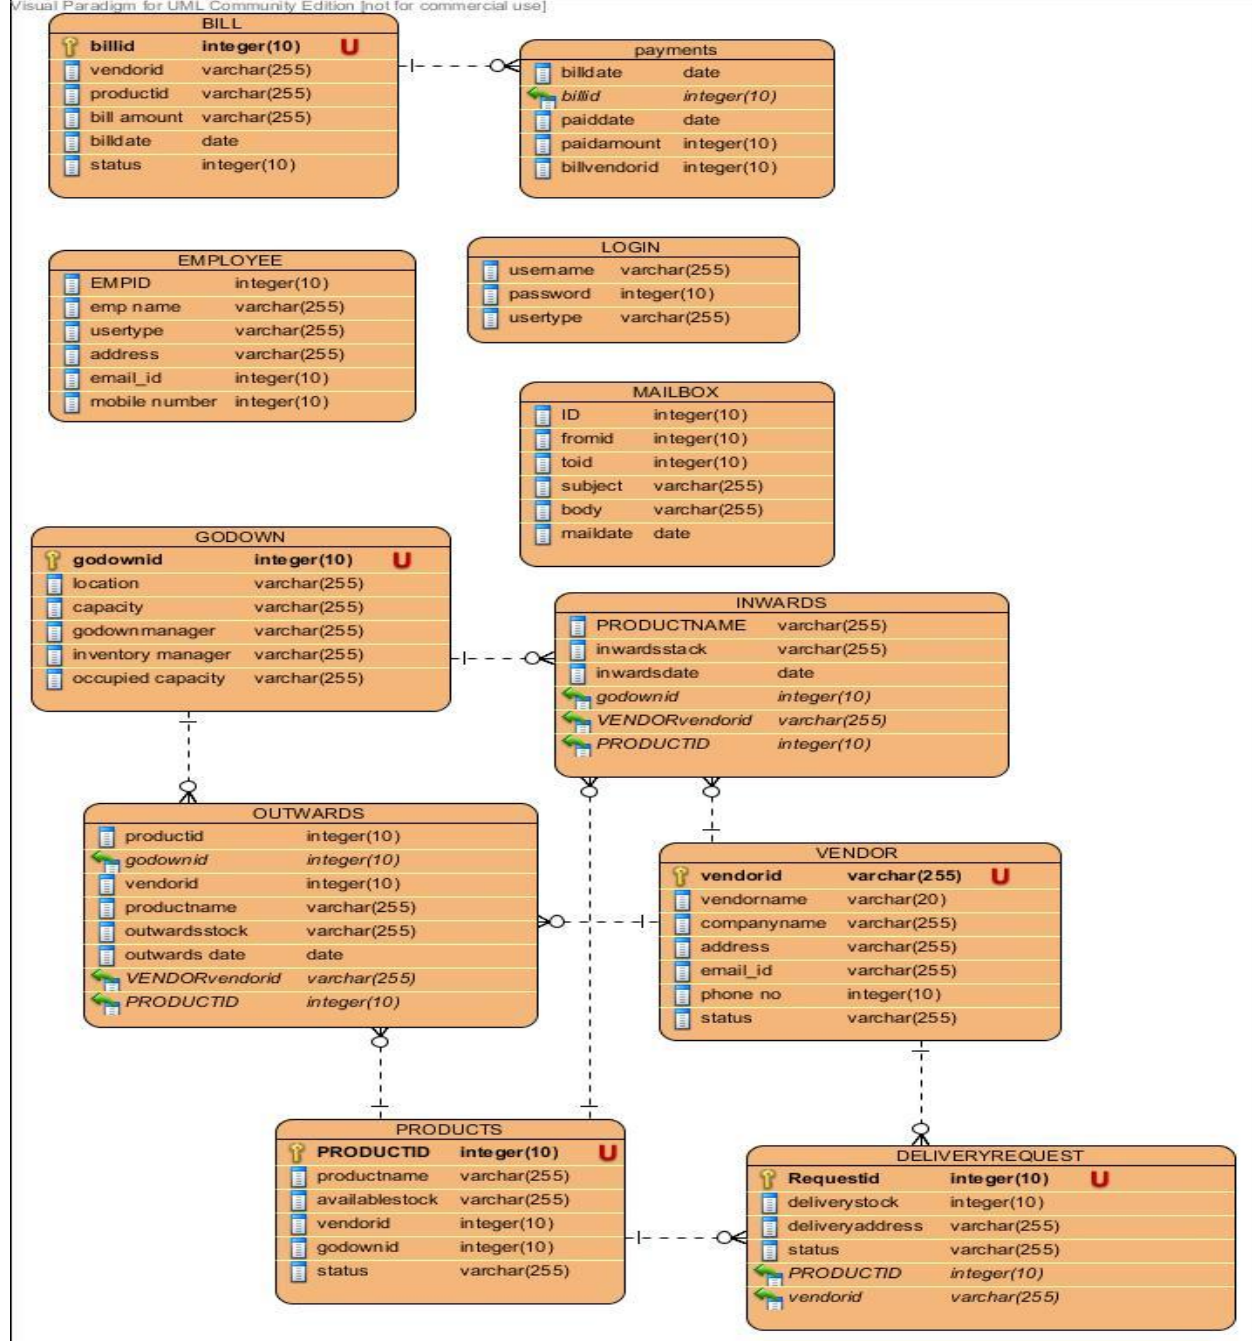 Visual Paradigm for UML Community Edition [not for commercial use]
BILL
billid integer(10) U
vendorid varchar(255)
productid varchar(255)
bill amount varchar(255)
billdate date
status integer(10)
payments
billdate date
billid integer(10)
paiddate date
paidamount integer(10)
billvendorid integer(10)
EMPLOYEE
EMPID integer(10)
emp name varchar(255)
usertype varchar(255)
address varchar(255)
email_id integer(10)
mobile number integer(10)
LOGIN
username varchar(255)
password integer(10)
usertype varchar(255)
MAILBOX
ID integer(10)
fromid integer(10)
toid integer(10)
subject varchar(255)
body varchar(255)
maildate date
GODOWN
godownid integer(10) U
location varchar(255)
capacity varchar(255)
godownmanager varchar(255)
inventory manager varchar(255)
occupied capacity varchar(255)
INWARDS
PRODUCTNAME varchar(255)
inwardsstack varchar(255)
inwardsdate date
godownid integer(10)
VENDORvendorid varchar(255)
PRODUCTID integer(10)
OUTWARDS
productid integer(10)
godownid integer(10)
vendorid integer(10)
productname varchar(255)
outwardsstock varchar(255)
outwards date date
VENDORvendorid varchar(255)
PRODUCTID integer(10)
VENDOR
vendorid varchar(255) U
vendorname varchar(20)
companyname varchar(255)
address varchar(255)
email_id varchar(255)
phone no integer(10)
status varchar(255)
PRODUCTS
PRODUCTID integer(10) U
productname varchar(255)
availablestock varchar(255)
vendorid integer(10)
godownid integer(10)
status varchar(255)
DELIVERYREQUEST
Requestid integer(10) U
deliverystock integer(10)
deliveryaddress varchar(255)
status varchar(255)
PRODUCTID integer(10)
vendorid varchar(255)